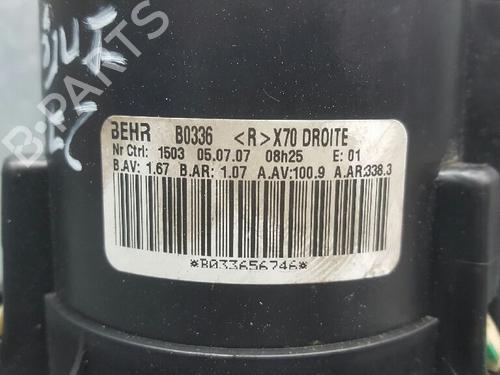 B-PARTS
BEHR B0336 <R>X70 DROITE
Nr Ctrl: 1503 05.07.07 08h25 E: 01
B.AV: 1.67 B.AR: 1.07 A.AV:100.9 A.AR:338.3
*B033656746*